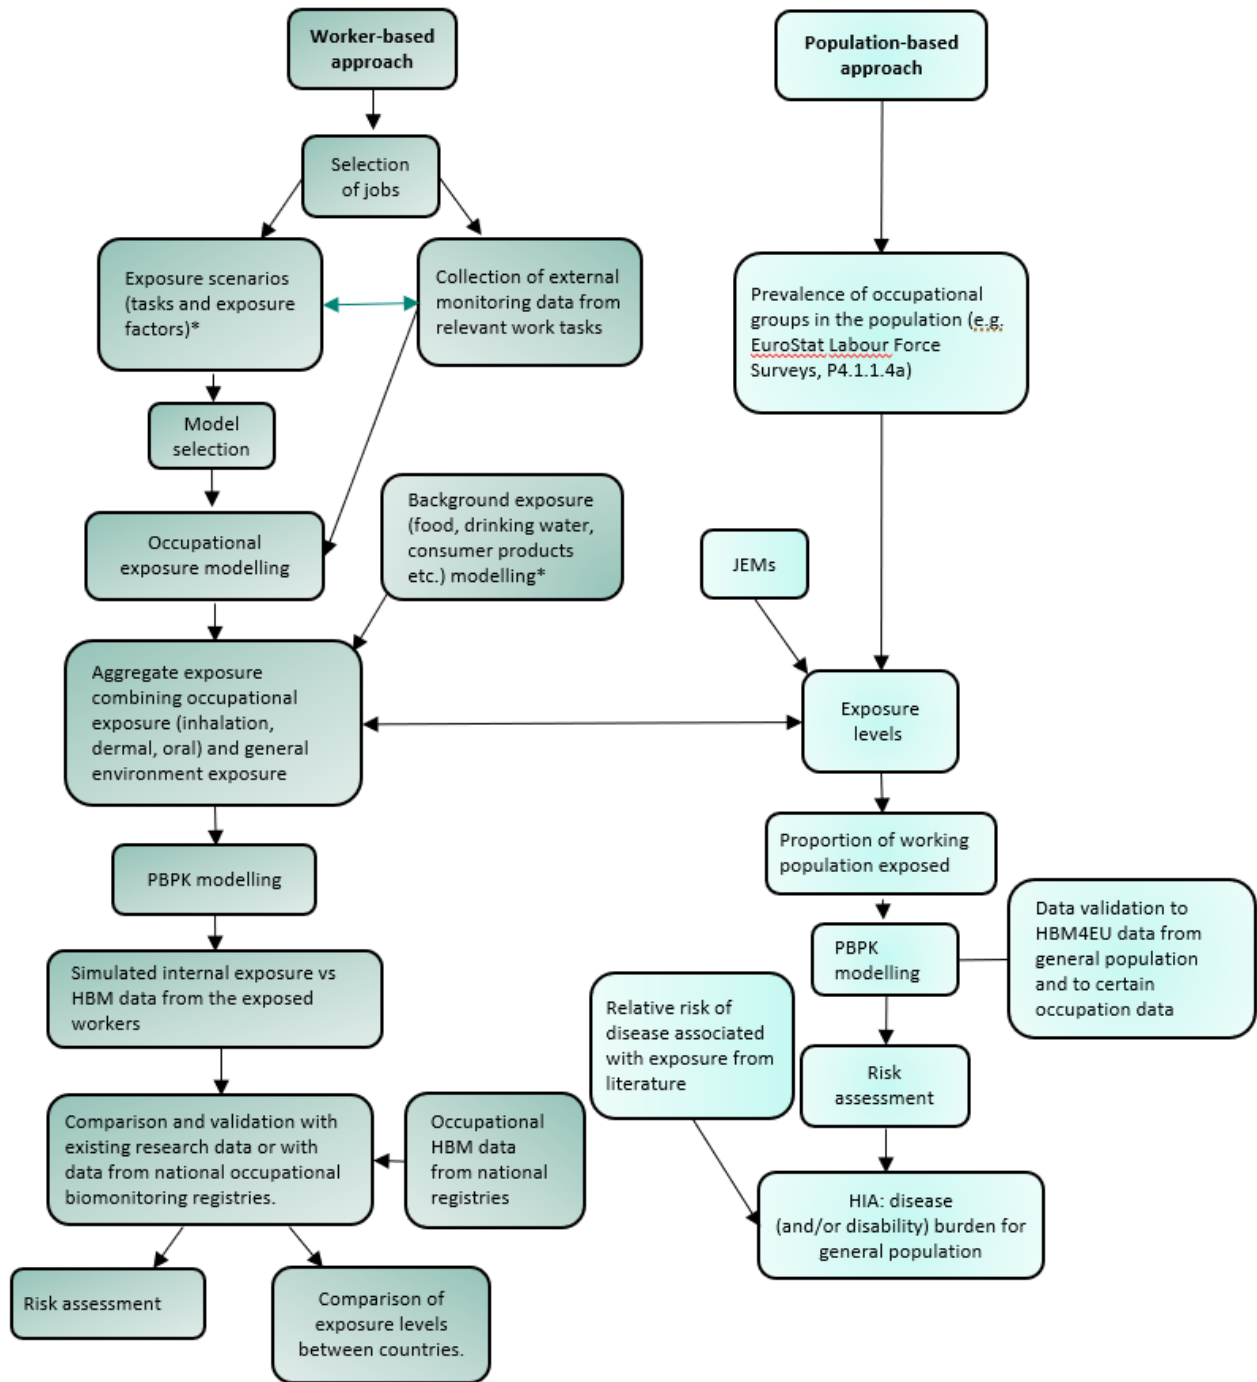 Worker-based
approach
Selection
of jobs
Exposure scenarios
(tasks and exposure
factors)*
Collection of external
monitoring data from
relevant work tasks
Model
selection
Occupational
exposure modelling
Background exposure
(food, drinking water,
consumer products
etc.) modelling*
Aggregate exposure
combining occupational
exposure (inhalation,
dermal, oral) and general
environment exposure
PBPK modelling
Simulated internal exposure vs
HBM data from the exposed
workers
Comparison and validation with
existing research data or with
data from national occupational
biomonitoring registries.
Occupational
HBM data
from national
registries
Risk assessment
Comparison of
exposure levels
between countries.
Population-based
approach
Prevalence of occupational
groups in the population (e.g.
EuroStat Labour Force
Surveys, P4.1.1.4a)
JEMs
Exposure
levels
Proportion of working
population exposed
PBPK
modelling
Data validation to
HBM4EU data from
general population
and to certain
occupation data
Relative risk of
disease associated
with exposure from
literature
Risk
assessment
HIA: disease
(and/or disability) burden for
general population